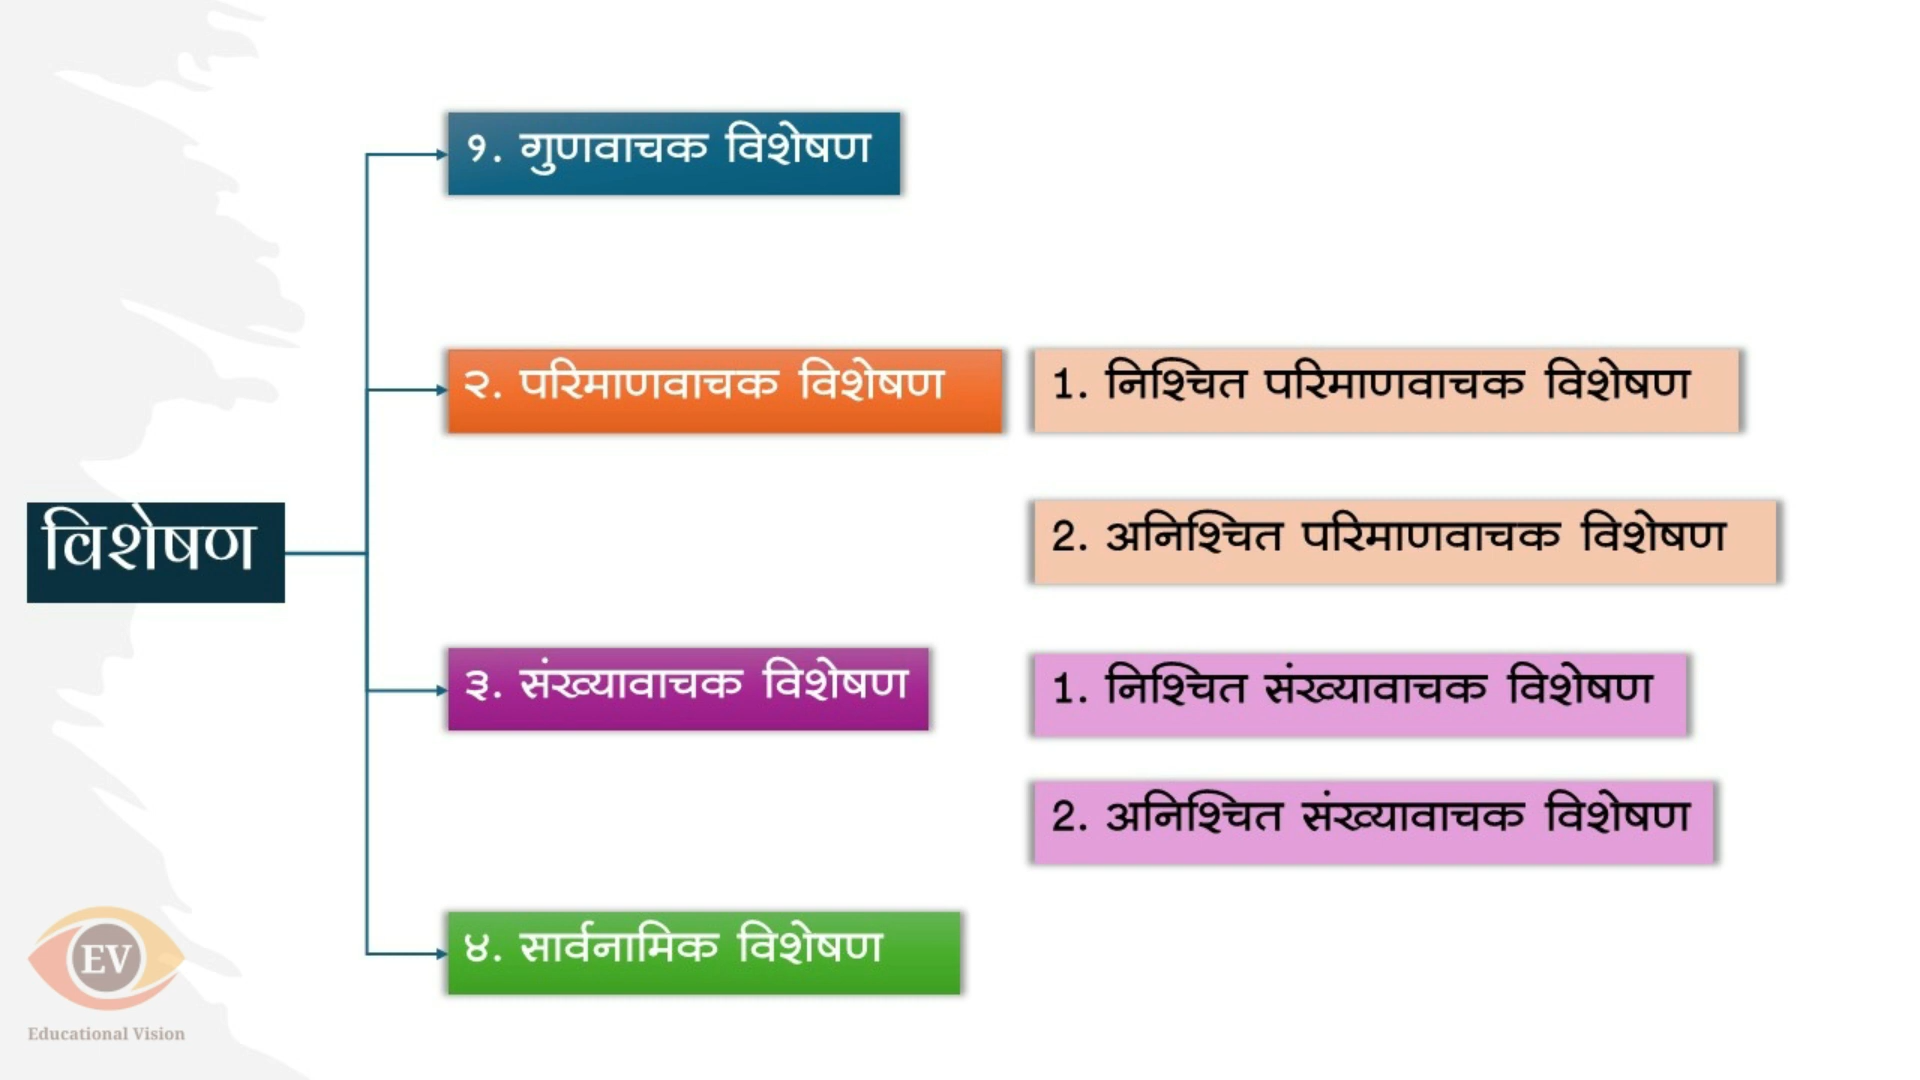 १. गुणवाचक विशेषण
२. परिमाणवाचक विशेषण
1. निश्चित परिमाणवाचक विशेषण
2. अनिश्चित परिमाणवाचक विशेषण
विशेषण
३. संख्यावाचक विशेषण
1. निश्चित संख्यावाचक विशेषण
2. अनिश्चित संख्यावाचक विशेषण
४. सार्वनामिक विशेषण
EV
Educational Vision